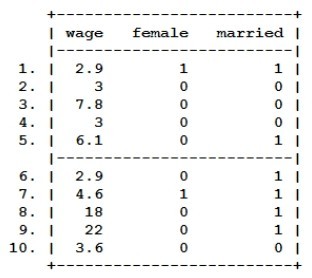 +----------------------------+
| wage   female   married |
|----------------------------|
1. | 2.9   1   1 |
2. | 3   0   0 |
3. | 7.8   0   0 |
4. | 3   0   0 |
5. | 6.1   0   1 |
|----------------------------|
6. | 2.9   0   1 |
7. | 4.6   1   1 |
8. | 18   0   1 |
9. | 22   0   1 |
10. | 3.6   0   0 |
+----------------------------+